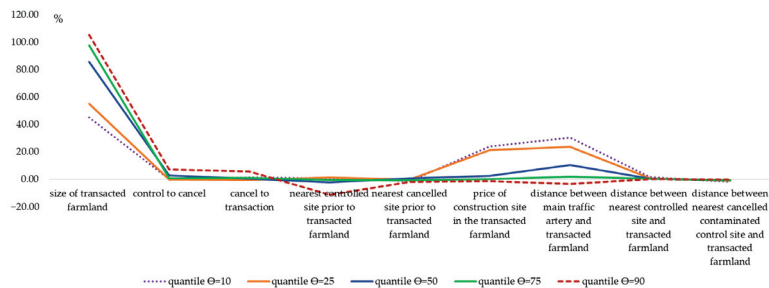 120.00
%
100.00
80.00
60.00
40.00
20.00
0.00
−20.00
size of transacted
farmland
control to cancel
cancel to
transaction
nearest controlled
site prior to
transacted
farmland
nearest cancelled
site prior to
transacted
farmland
price of
construction site
in the transacted
farmland
distance between
main traffic
artery and
transacted
farmland
distance between
nearest controlled
site and
transacted
farmland
distance between
nearest cancelled
contaminated
control site and
transacted
farmland
quantile Θ=10
quantile Θ=25
quantile Θ=50
quantile Θ=75
quantile Θ=90